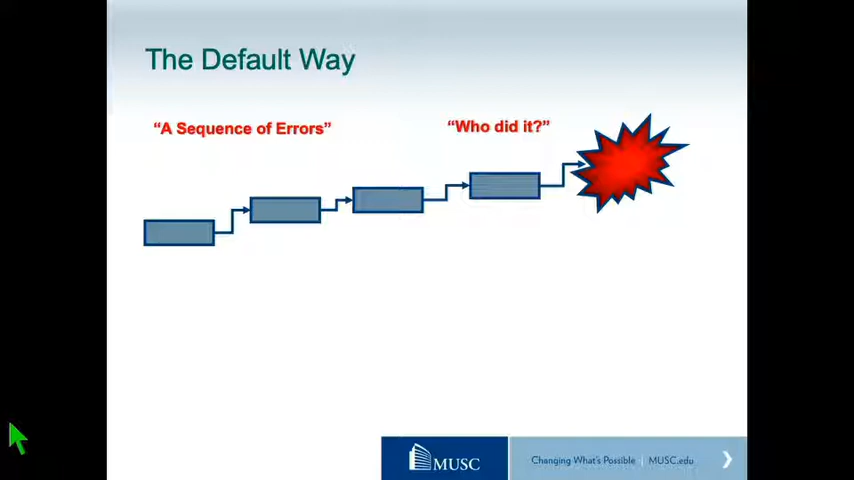 The Default Way
“A Sequence of Errors”
“Who did it?”
MUSC
Changing What's Possible | MUSC.edu